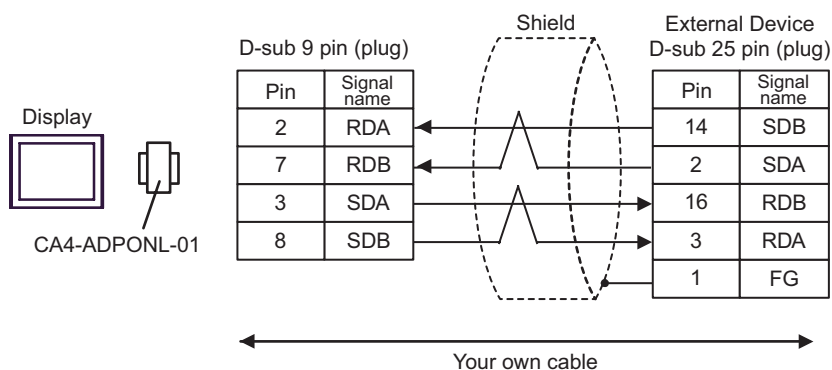 Shield
External Device
D-sub 9 pin (plug)
D-sub 25 pin (plug)
Pin Signal name
Pin Signal name
Display
2 RDA 14 SDB
7 RDB 2 SDA
3 SDA 16 RDB
8 SDB 3 RDA
1 FG
CA4-ADPONL-01
Your own cable